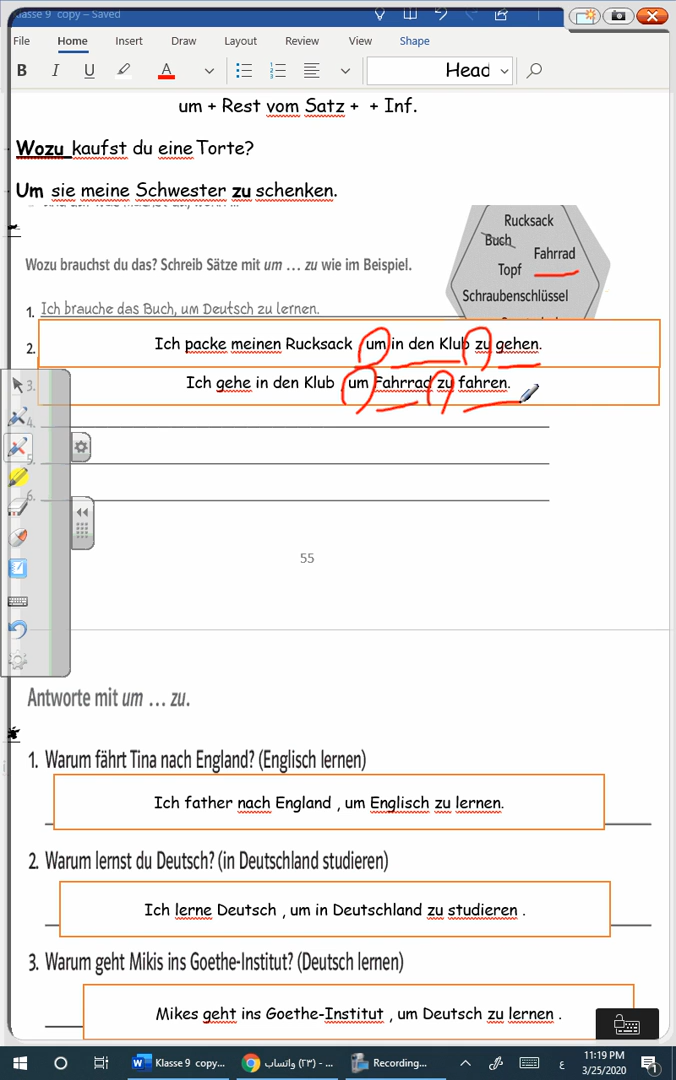 Klasse 9 copy – Saved
File Home Insert Draw Layout Review View Shape
B I U A Head
um + Rest vom Satz + + Inf.
Wozu kaufst du eine Torte?
Um sie meine Schwester zu schenken.
Rucksack
Buch
Fahrrad
Topf
Schraubenschlüssel
Wozu brauchst du das? Schreib Sätze mit um ... zu wie im Beispiel.
1. Ich brauche das Buch, um Deutsch zu lernen.
2. Ich packe meinen Rucksack um in den Klub zu gehen.
3. Ich gehe in den Klub um Fahrrad zu fahren.
4.
5.
6.
55
Antworte mit um ... zu.
1. Warum fährt Tina nach England? (Englisch lernen)
Ich father nach England , um Englisch zu lernen.
2. Warum lernst du Deutsch? (in Deutschland studieren)
Ich lerne Deutsch , um in Deutschland zu studieren .
3. Warum geht Mikis ins Goethe-Institut? (Deutsch lernen)
Mikes geht ins Goethe-Institut , um Deutsch zu lernen .
Klasse 9 copy... (٢٣) واتساب - ... Recording... ع 11:19 PM
3/25/2020 1